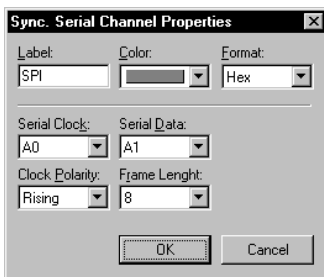 Sync. Serial Channel Properties
Label: Color: Format:
SPI Hex
Serial Clock: Serial Data:
A0 A1
Clock Polarity: Frame Lenght:
Rising 8
OK Cancel